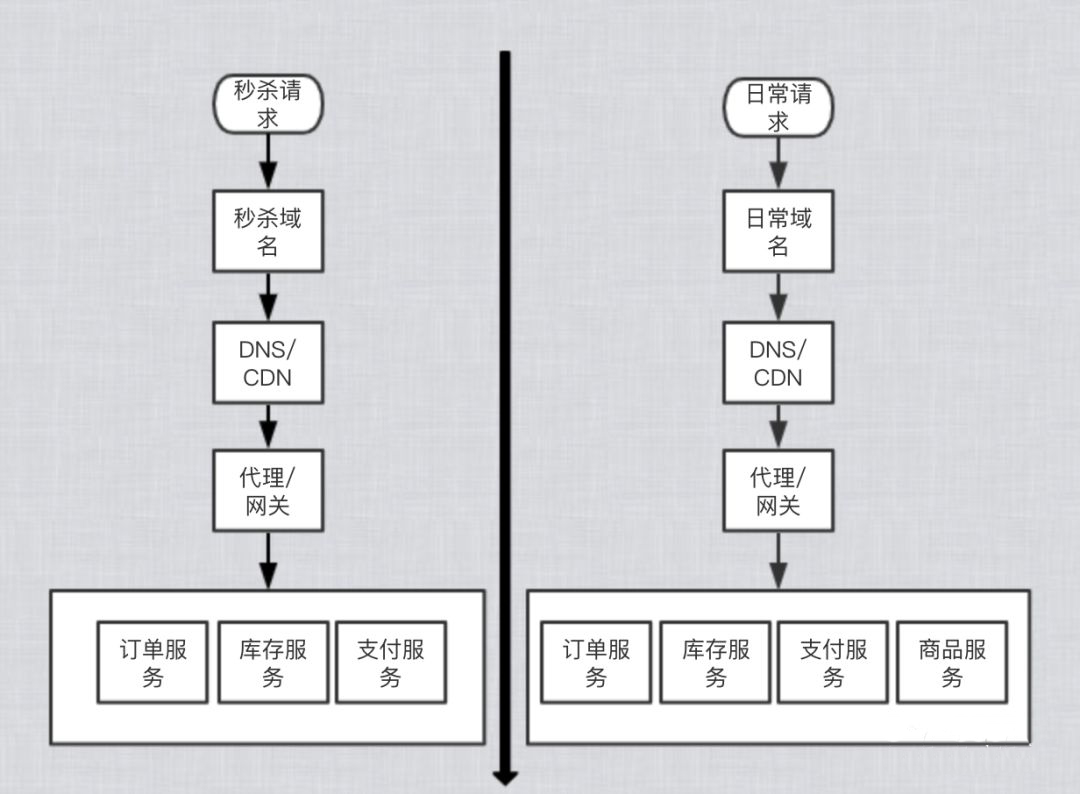 秒杀请
求
秒杀域
名
DNS/
CDN
代理/
网关
订单服
务
库存服
务
支付服
务
日常请
求
日常域
名
DNS/
CDN
代理/
网关
订单服
务
库存服
务
支付服
务
商品服
务